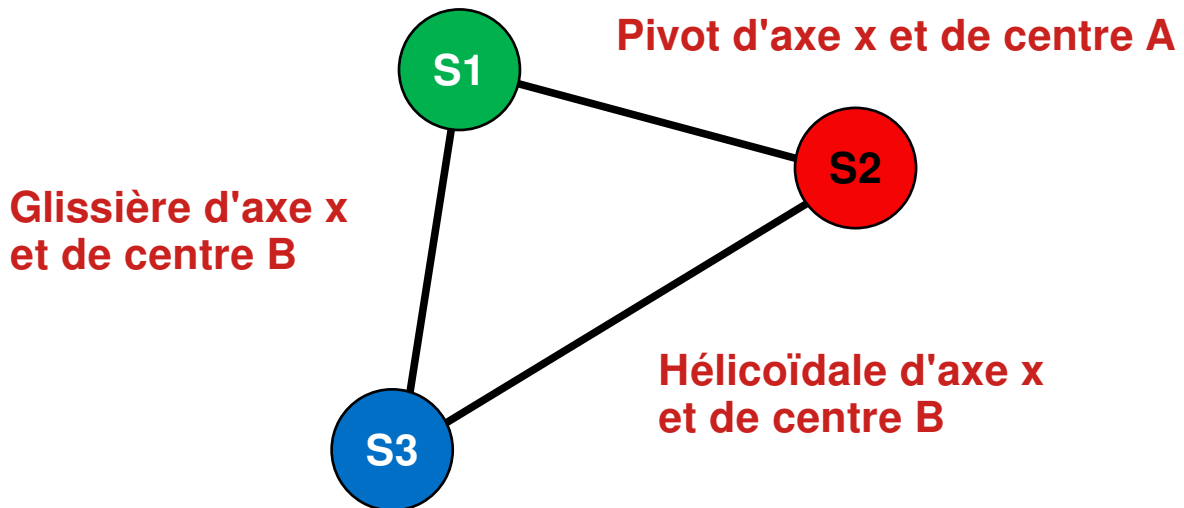 Pivot d'axe x et de centre A
S1
S2
Glissière d'axe x
et de centre B
Hélicoïdale d'axe x
et de centre B
S3